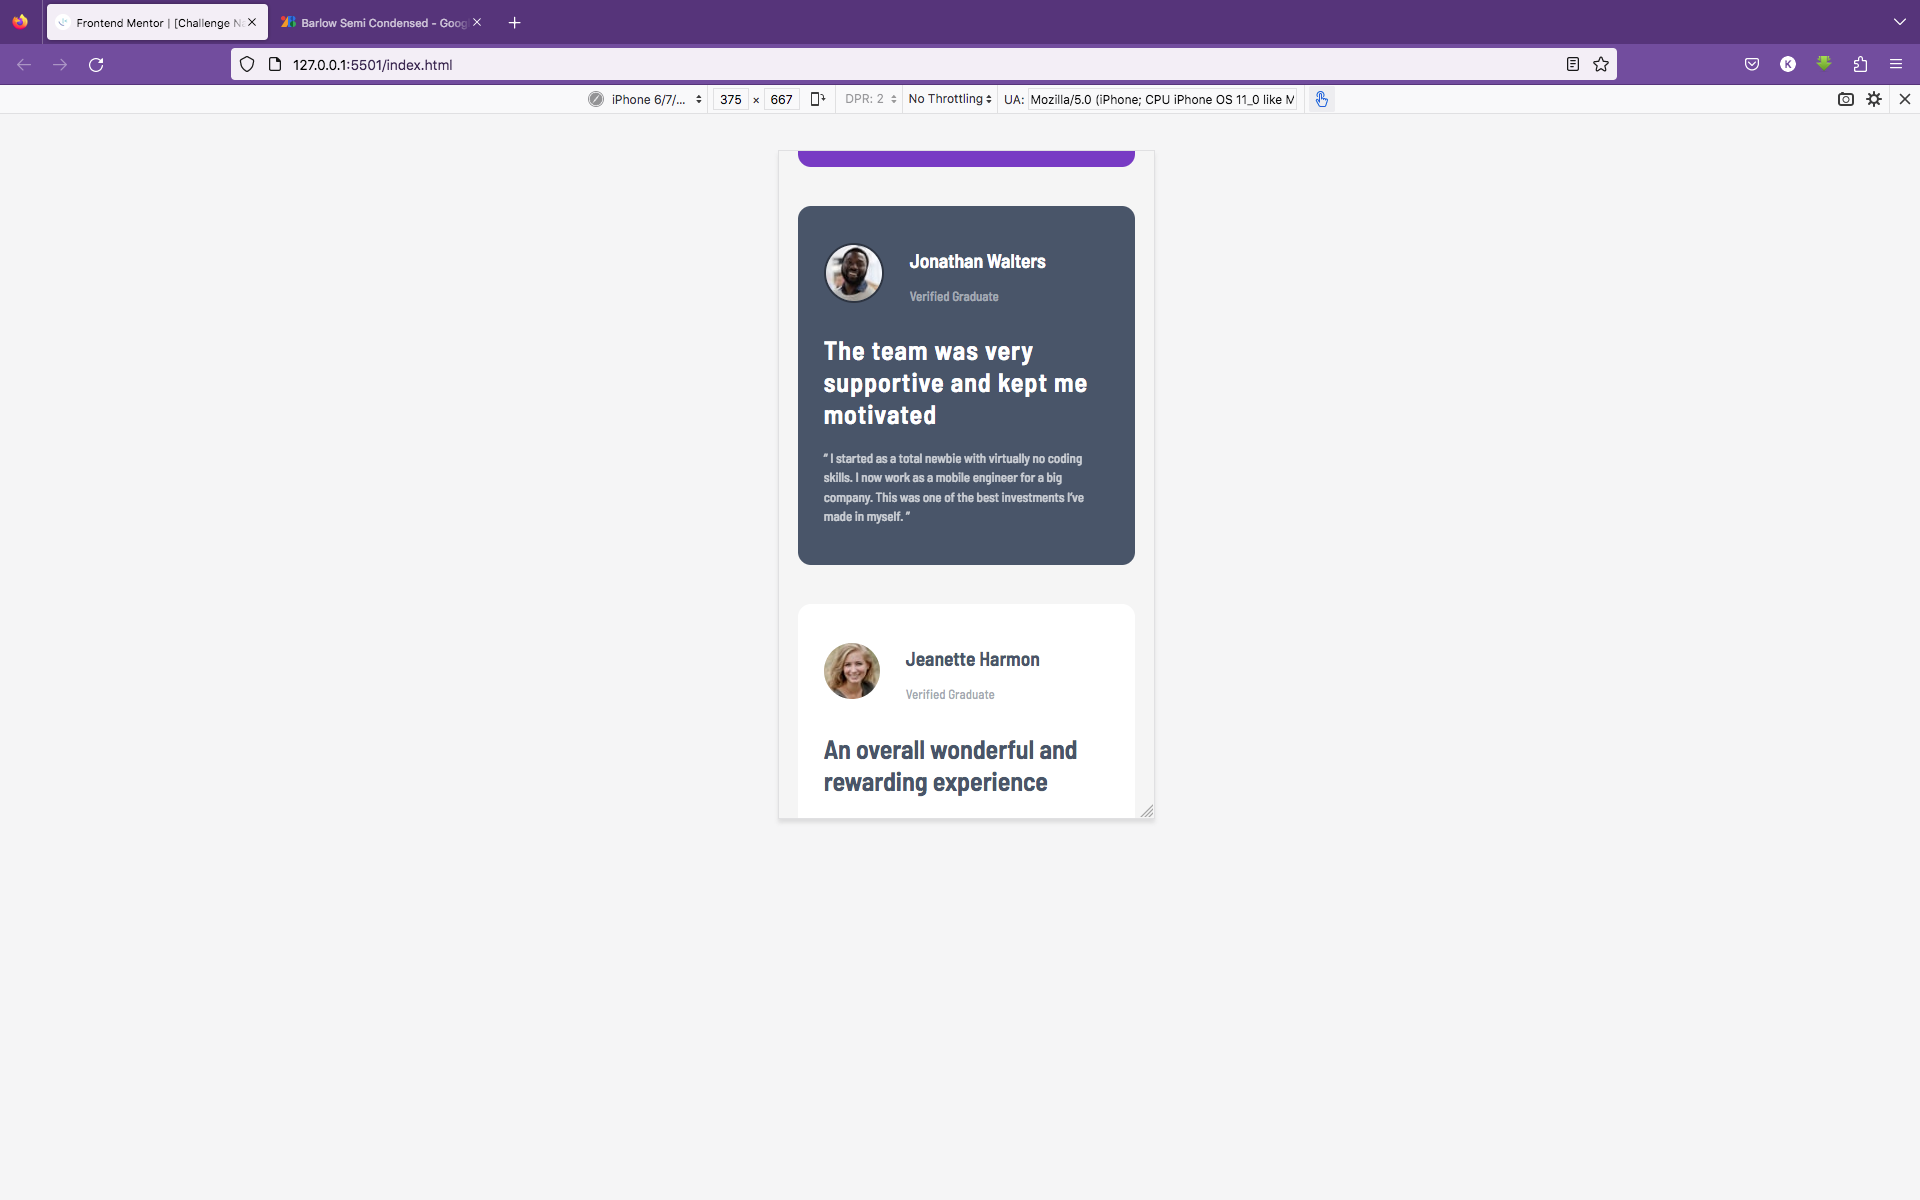 Frontend Mentor | [Challenge N
Barlow Semi Condensed - Goog
127.0.0.1:5501/index.html
K
iPhone 6/7/... 375 × 667 DPR: 2 No Throttling UA: Mozilla/5.0 (iPhone; CPU iPhone OS 11_0 like M
Jonathan Walters
Verified Graduate
The team was very
supportive and kept me
motivated
“ I started as a total newbie with virtually no coding
skills. I now work as a mobile engineer for a big
company. This was one of the best investments I’ve
made in myself. ”
Jeanette Harmon
Verified Graduate
An overall wonderful and
rewarding experience